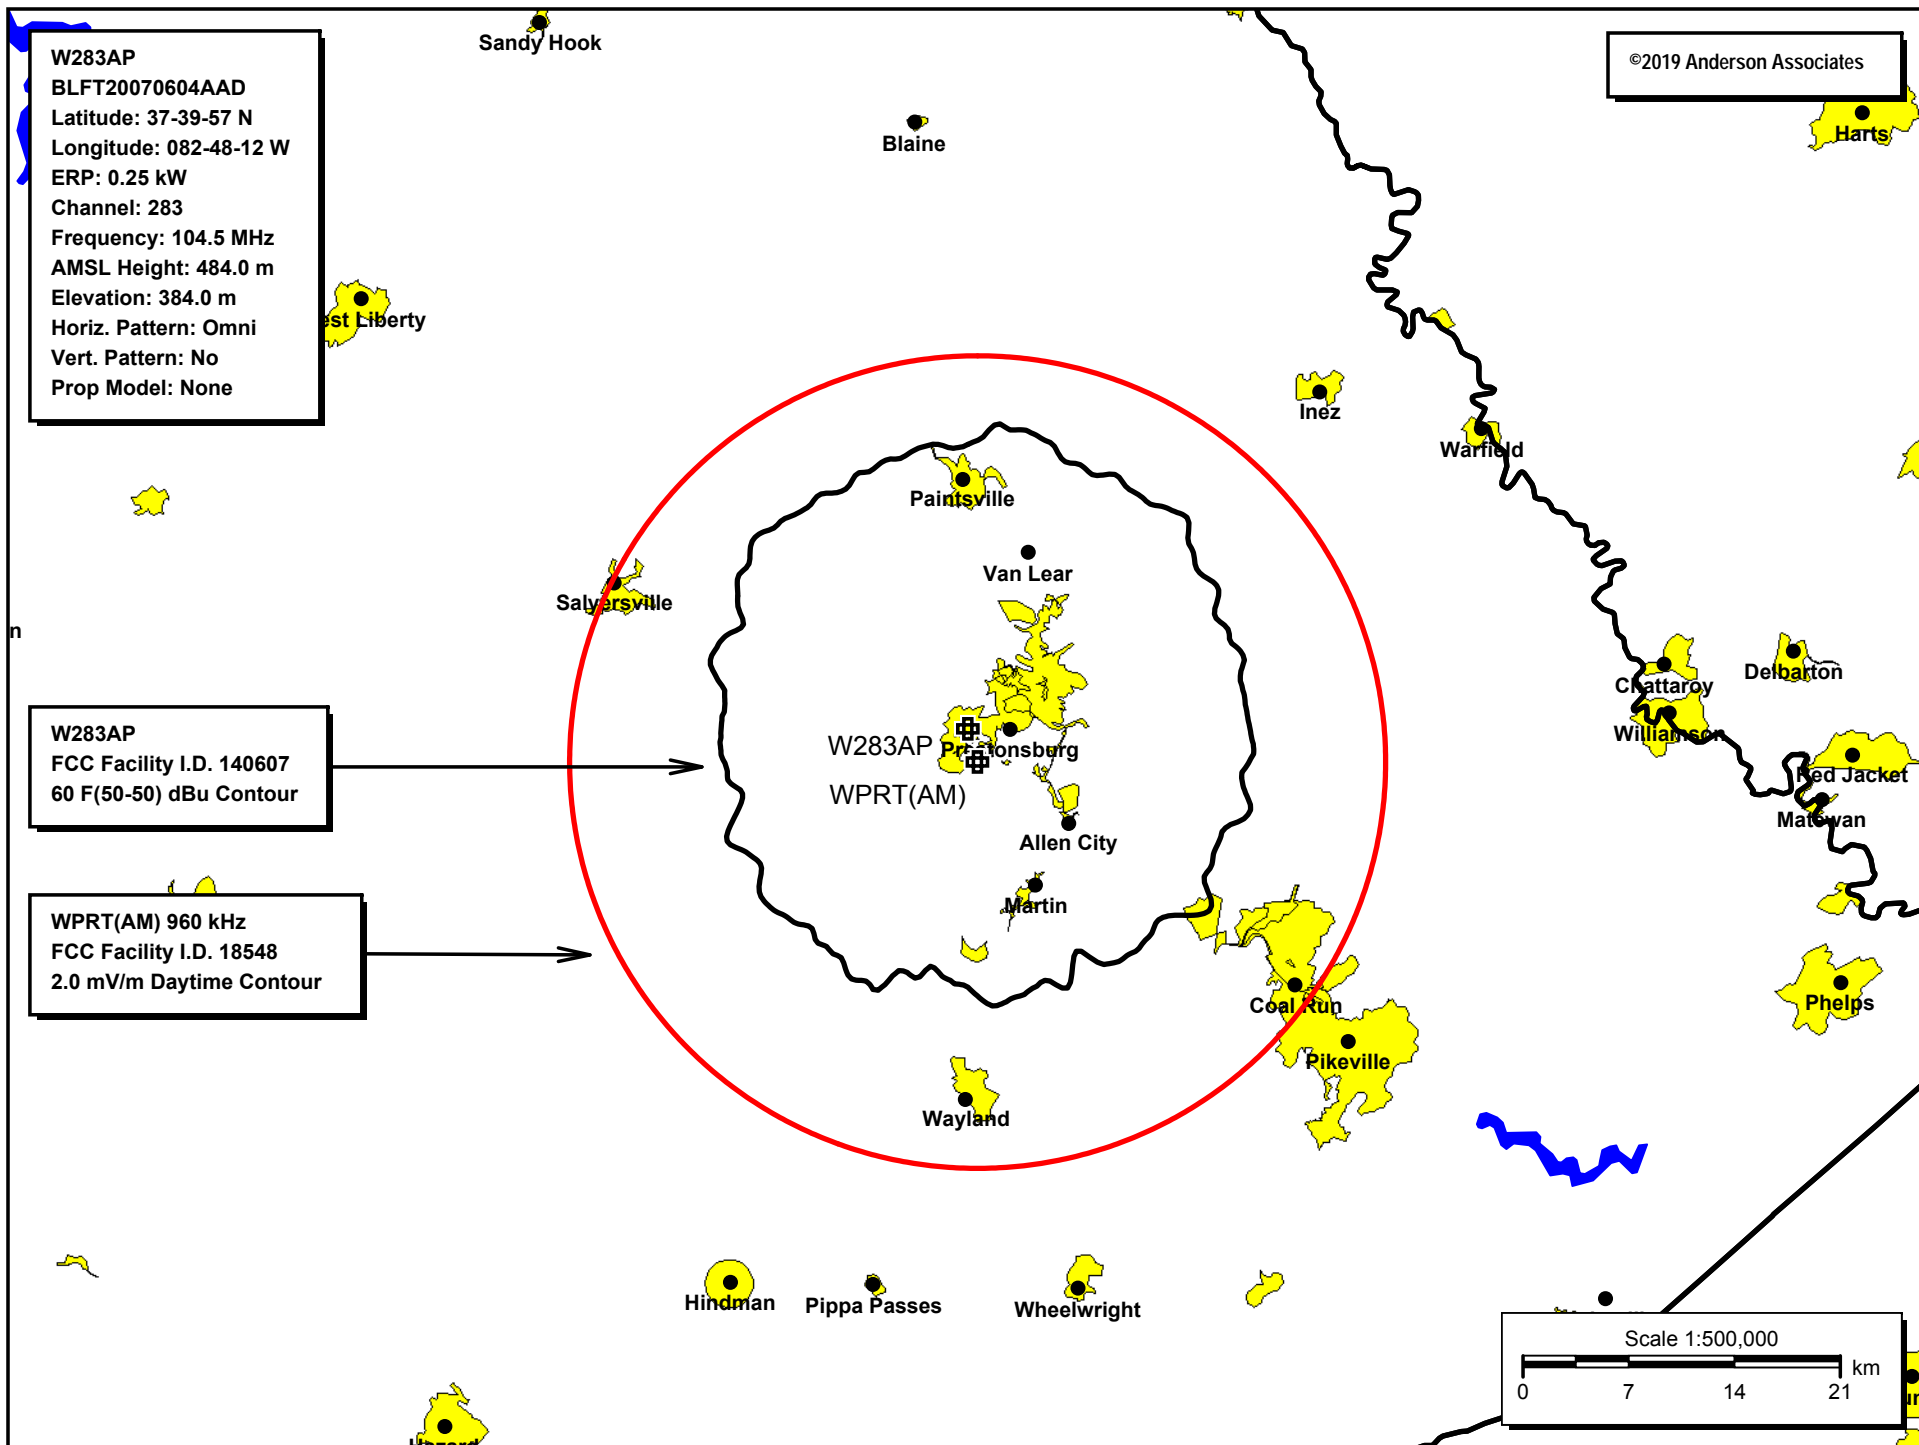 Sandy Hook
W283AP
BLFT20070604AAD
Latitude: 37-39-57 N
Longitude: 082-48-12 W
ERP: 0.25 kW
Channel: 283
Frequency: 104.5 MHz
AMSL Height: 484.0 m
Elevation: 384.0 m
Horiz. Pattern: Omni
Vert. Pattern: No
Prop Model: None
©2019 Anderson Associates
Harts
Blaine
est Liberty
Inez
Warfield
Paintsville
Van Lear
Salyersville
n
Chattaroy
Delbarton
Williamson
W283AP
FCC Facility I.D. 140607
60 F(50-50) dBu Contour
W283AP
Prestonsburg
WPRT(AM)
Red Jacket
Matewan
Allen City
Martin
WPRT(AM) 960 kHz
FCC Facility I.D. 18548
2.0 mV/m Daytime Contour
Coal Run
Phelps
Pikeville
Wayland
Hindman
Pippa Passes
Wheelwright
Scale 1:500,000
km
0 7 14 21
Hazard